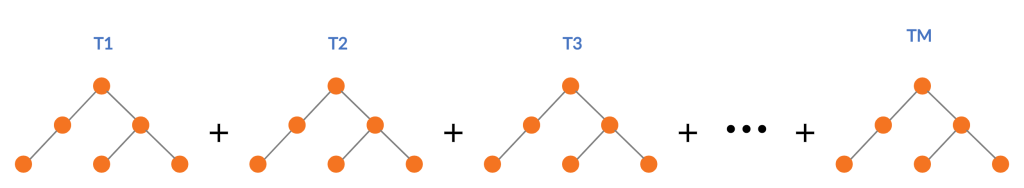 T1 T2 T3 TM
+ + + ••• +